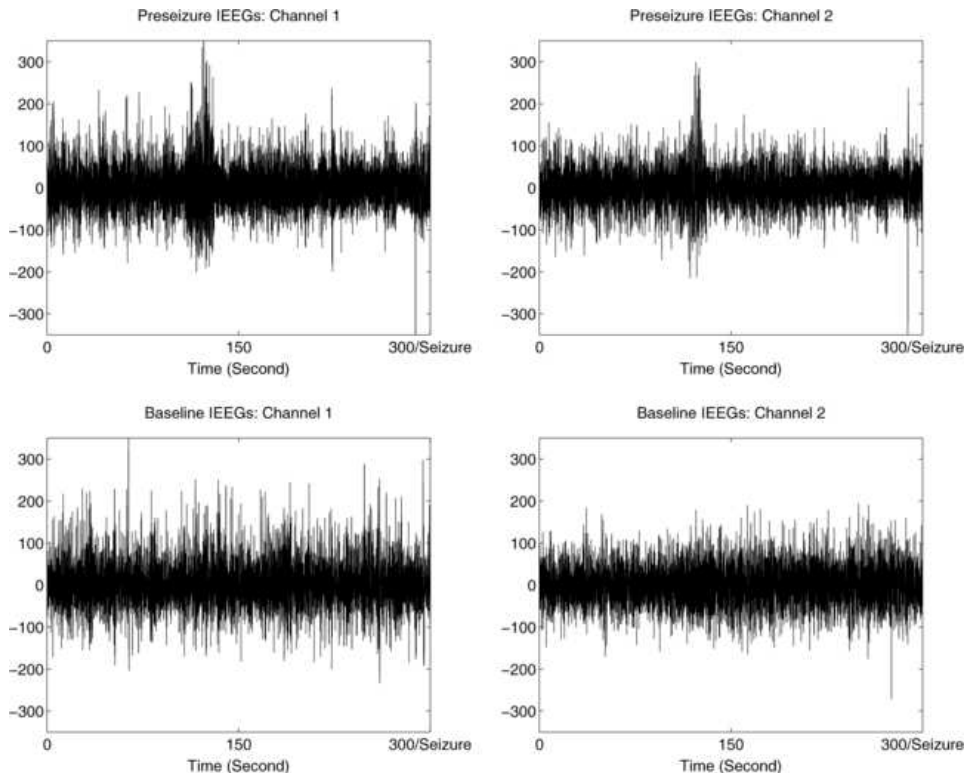 Preseizure IEEGs: Channel 1
300
200
100
0
−100
−200
−300
0 150 300/Seizure
Time (Second)
Preseizure IEEGs: Channel 2
300
200
100
0
−100
−200
−300
0 150 300/Seizure
Time (Second)
Baseline IEEGs: Channel 1
300
200
100
0
−100
−200
−300
0 150 300/Seizure
Time (Second)
Baseline IEEGs: Channel 2
300
200
100
0
−100
−200
−300
0 150 300/Seizure
Time (Second)